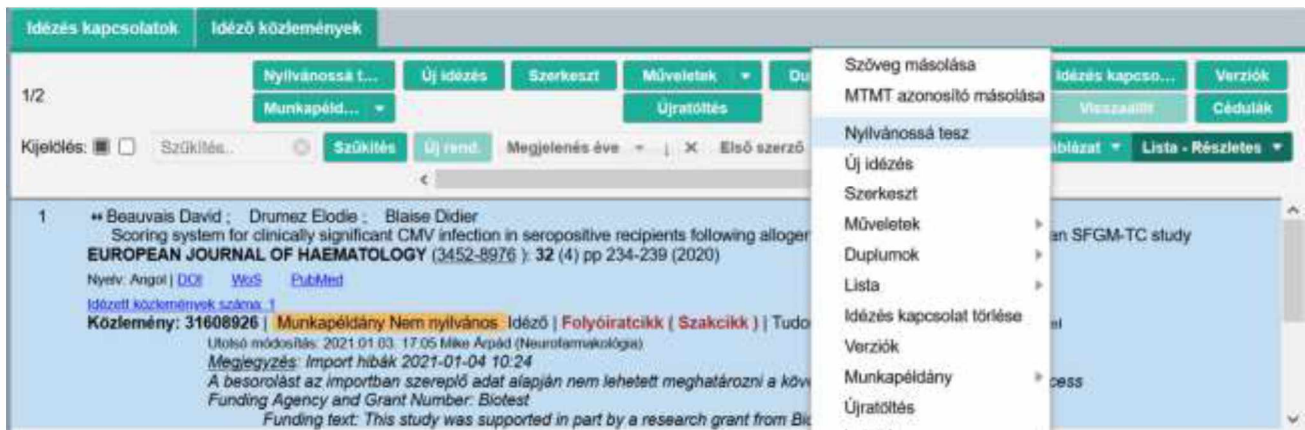 Idézés kapcsolatok Idéző közlemények
1/2
Nyilvánossá t... Új idézés Szerkeszt Műveletek Du Idézés kapcso... Verziók
Munkapéld... Újratöltés Visszaállít Cédulák
Kijelölés: Szűkítés.. Szűkítés Új rend. Megjelenés éve Első szerző áblázat Lista - Részletes
Szöveg másolása
MTMT azonosító másolása
Nyilvánossá tesz
Új idézés
Szerkeszt
Műveletek
Duplumok
Lista
Idézés kapcsolat törlése
Verziók
Munkapéldány
Újratöltés
1 Beauvais David ; Drumez Elodie ; Blaise Didier
Scoring system for clinically significant CMV infection in seropositive recipients following alloger an SFGM-TC study
EUROPEAN JOURNAL OF HAEMATOLOGY (3452-8976 ): 32 (4) pp 234-239 (2020)
Nyelv: Angol | DOI WoS PubMed
Idézett közlemények száma: 1
Közlemény: 31608926 | Munkapéldány Nem nyilvános Idéző | Folyóiratcikk ( Szakcikk ) | Tudo el
Utolsó módosítás: 2021.01.03. 17:05 Mike Árpád (Neurofarmakológia)
Megjegyzés: Import hibák 2021-01-04 10:24
A besorolást az importban szereplő adat alapján nem lehetett meghatározni a köve cess
Funding Agency and Grant Number: Biotest
Funding text: This study was supported in part by a research grant from Bio